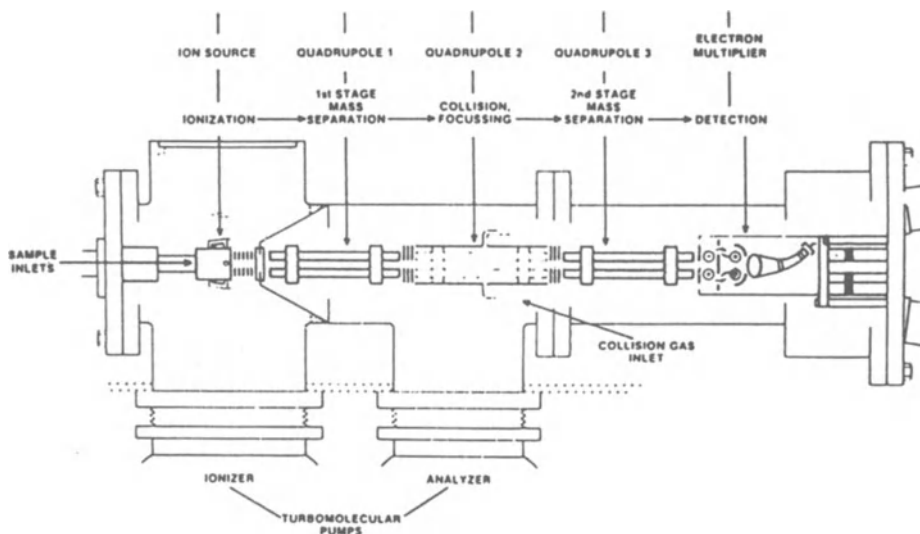 ION SOURCE
QUADRUPOLE 1
QUADRUPOLE 2
QUADRUPOLE 3
ELECTRON
MULTIPLIER
IONIZATION
1st STAGE
MASS
SEPARATION
COLLISION,
FOCUSSING
2nd STAGE
MASS
SEPARATION
DETECTION
SAMPLE
INLETS
COLLISION GAS
INLET
IONIZER
ANALYZER
TURBOMOLECULAR
PUMPS